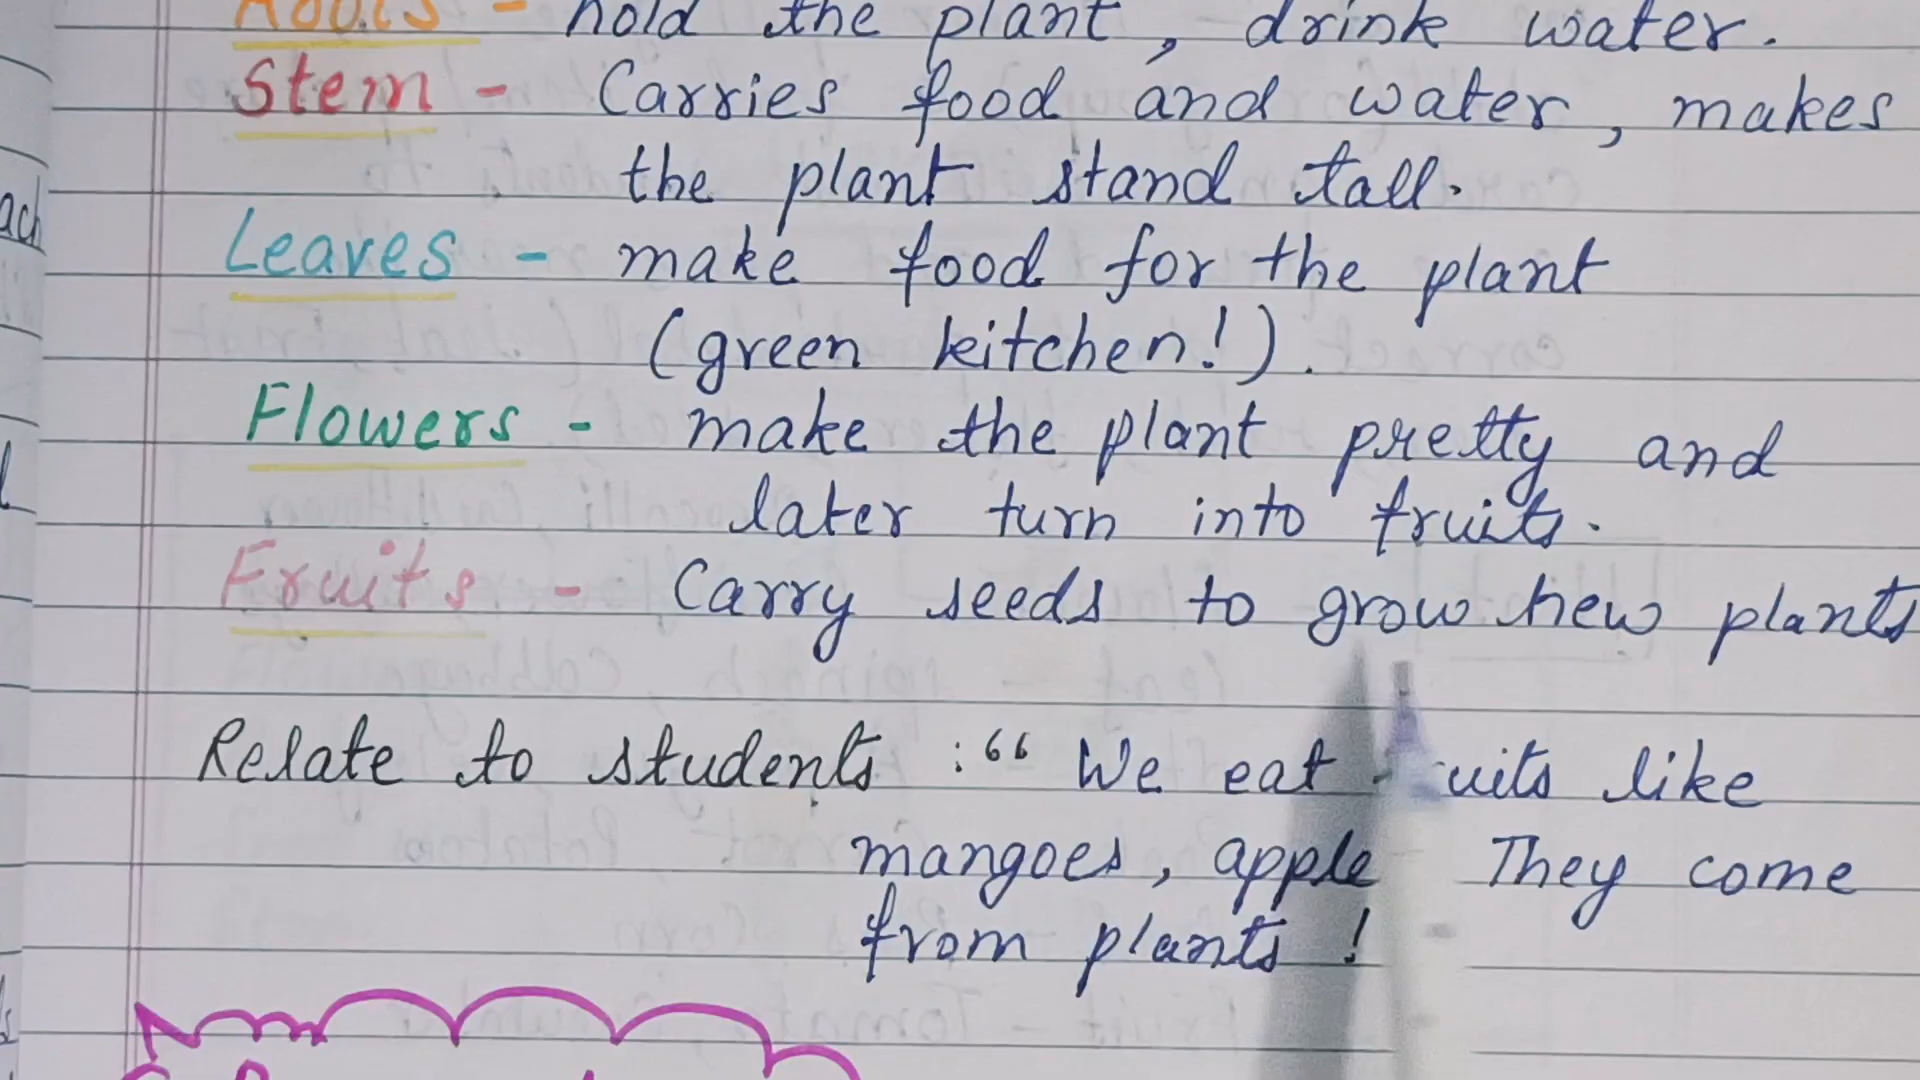 Roots - hold the plant, drink water.
Stem - Carries food and water, makes
the plant stand tall.
Leaves - make food for the plant
(green kitchen!).
Flowers - make the plant pretty and
later turn into fruits.
Fruits - Carry seeds to grow new plants
Relate to students : “ We eat like
mangoes, apple They come
from plants !